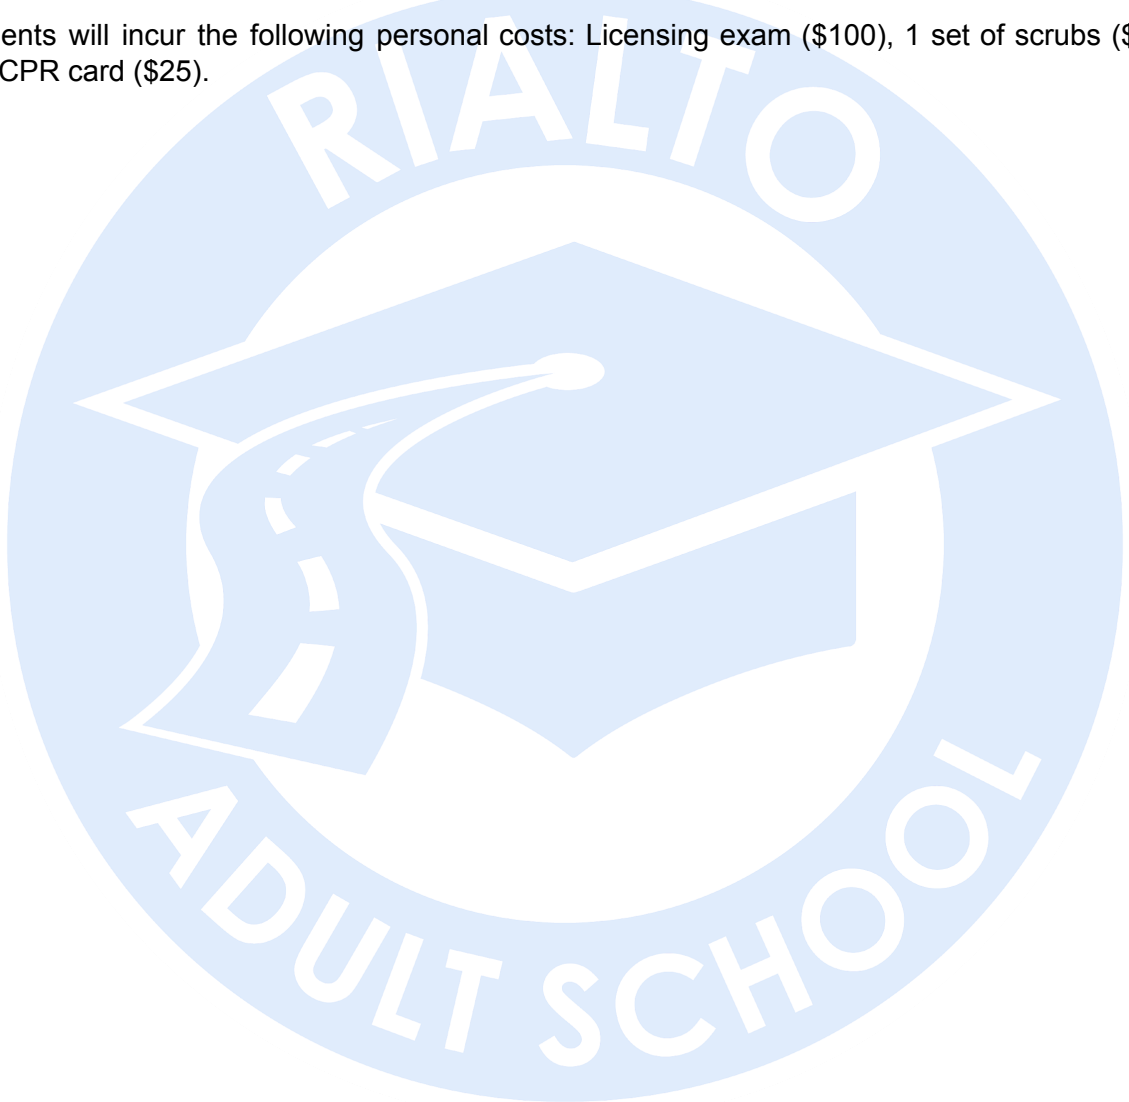 ents will incur the following personal costs: Licensing exam ($100), 1 set of scrubs ($
CPR card ($25).
RIALTO
ADULT SCHOOL